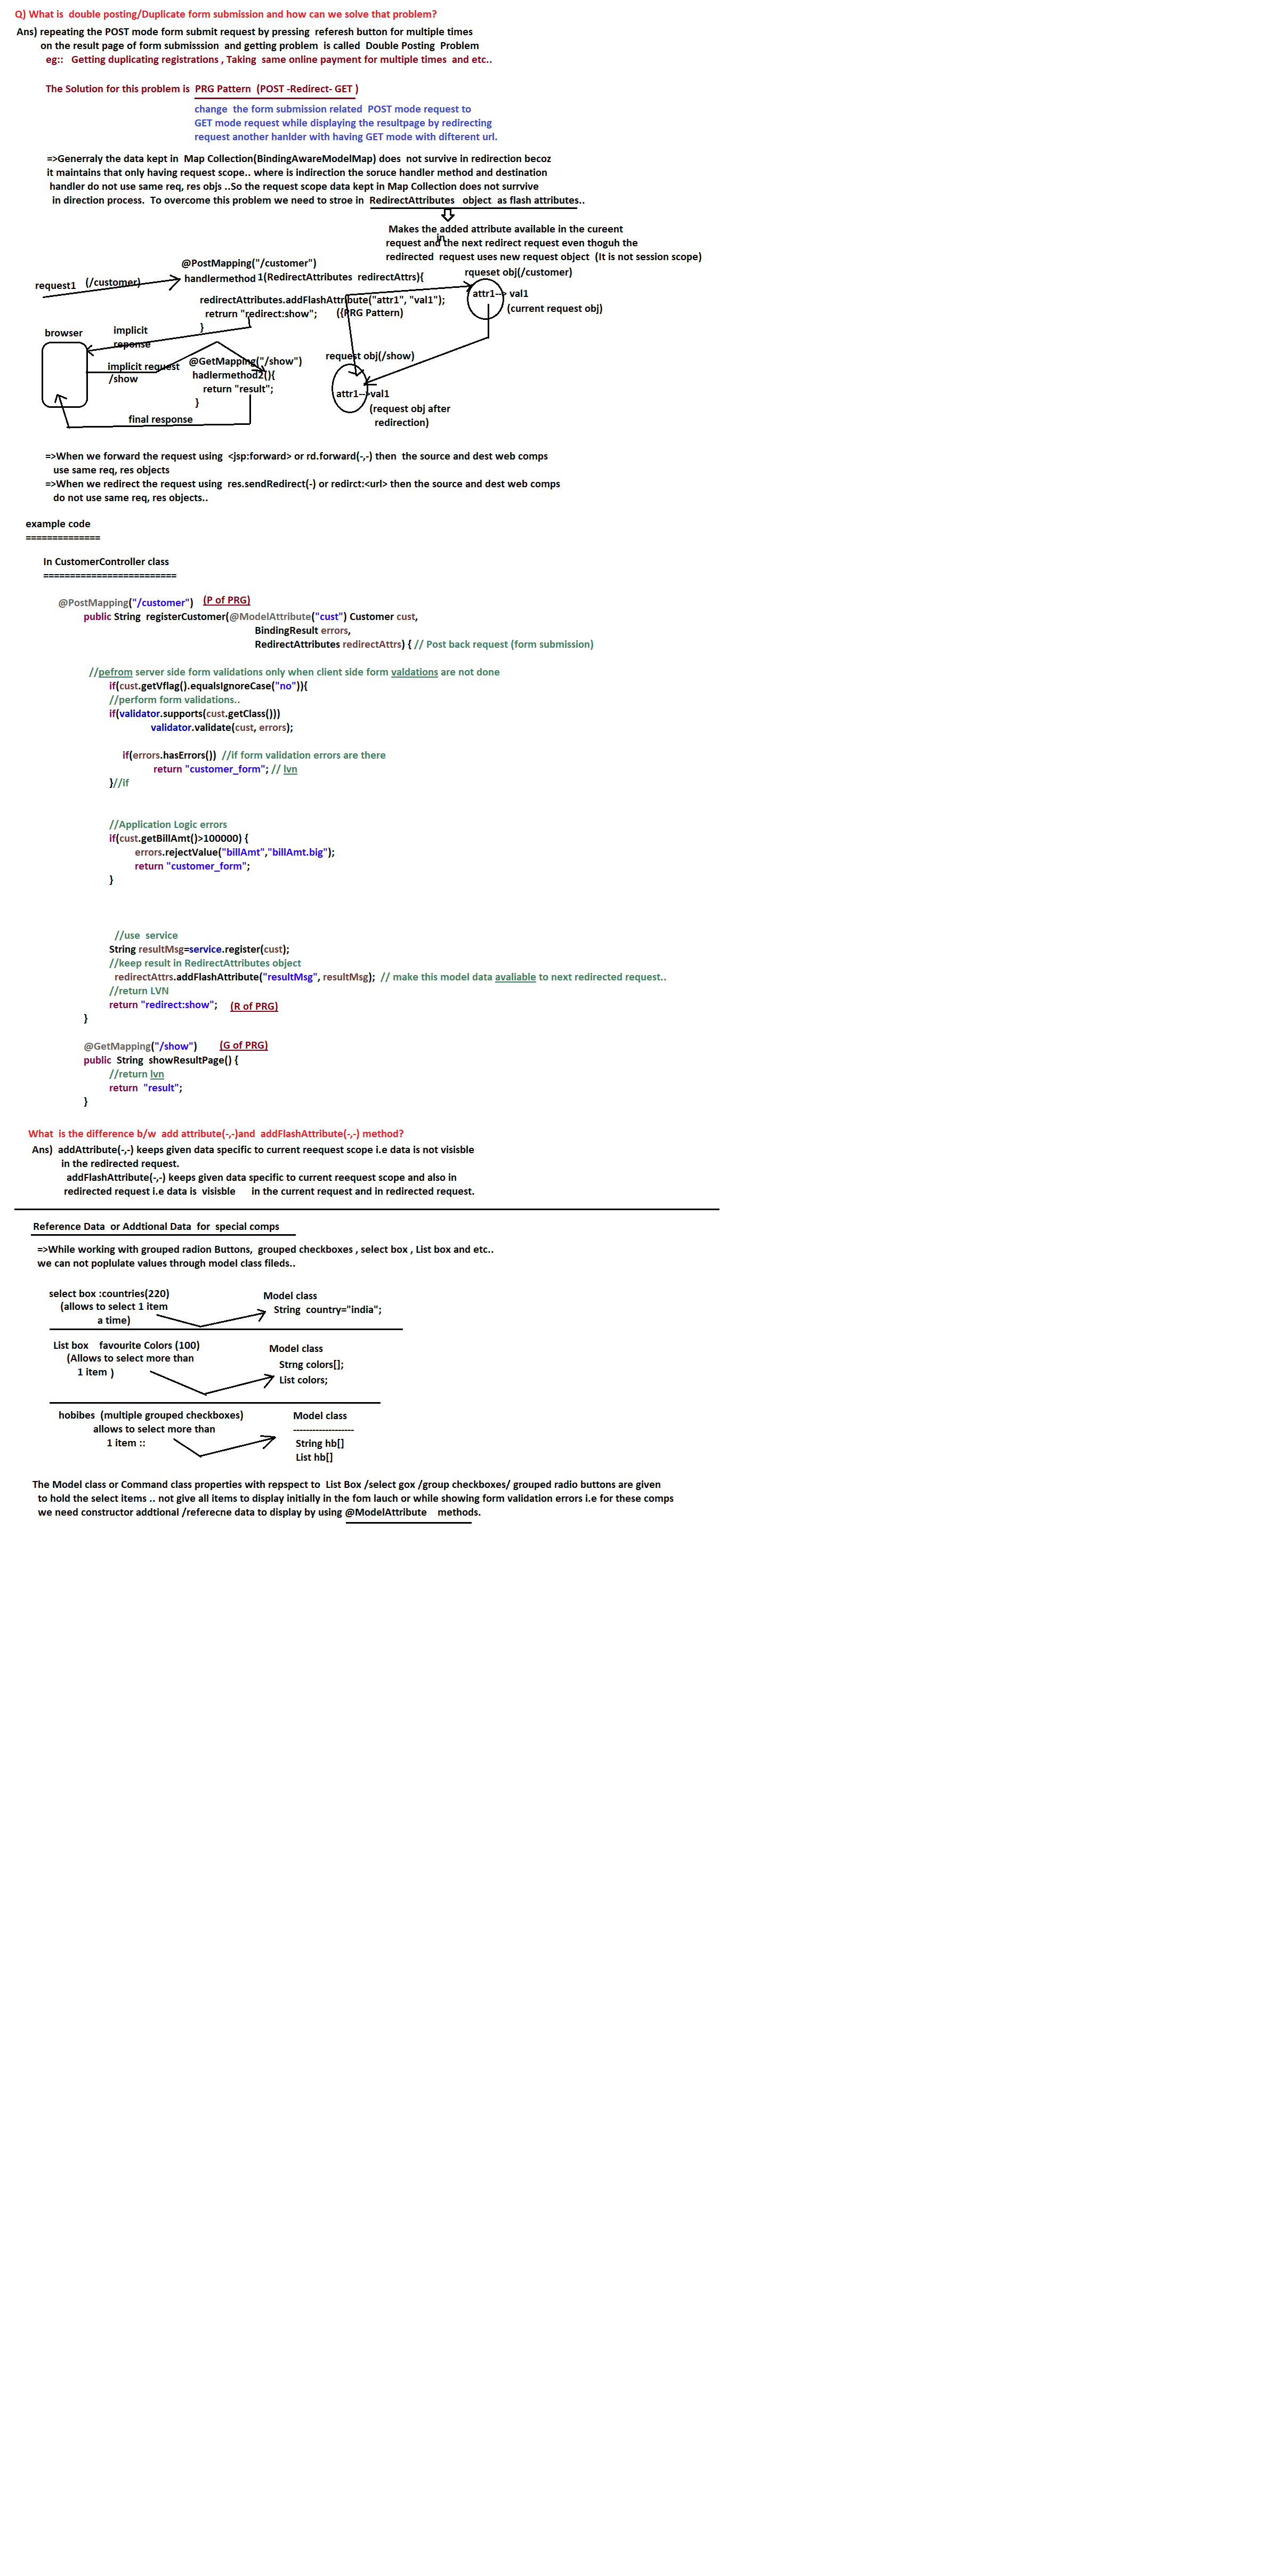 Q) What is  double posting/Duplicate form submission and how can we solve that problem?
Ans) repeating the POST mode form submit request by pressing  referesh button for multiple times
on the result page of form submisssion  and getting problem  is called  Double Posting  Problem
eg::   Getting duplicating registrations , Taking  same online payment for multiple times  and etc..
The Solution for this problem is  PRG Pattern  (POST -Redirect- GET )
change  the form submission related  POST mode request to
GET mode request while displaying the resultpage by redirecting
request another hanlder with having GET mode with difterent url.
=>Generraly the data kept in  Map Collection(BindingAwareModelMap) does  not survive in redirection becoz
it maintains that only having request scope.. where is indirection the soruce handler method and destination
handler do not use same req, res objs ..So the request scope data kept in Map Collection does not surrvive
in direction process.  To overcome this problem we need to stroe in  RedirectAttributes   object  as flash attributes..
Makes the added attribute available in the cureent
in
request and the next redirect request even thoguh the
redirected  request uses new request object  (It is not session scope)
@PostMapping("/customer")
rqueset obj(/customer)
request1   (/customer)
handlermethod 1(RedirectAttributes  redirectAttrs){
attr1--> val1
redirectAttributes.addFlashAttribute("attr1", "val1");
(current request obj)
retrurn "redirect:show";
({PRG Pattern)
}
browser
implicit
reponse
request obj(/show)
@GetMapping("/show")
implicit request
/show
hadlermethod2(){
return "result";
attr1-->val1
}
(request obj after
redirection)
final response
=>When we forward the request using  <jsp:forward> or rd.forward(-,-) then  the source and dest web comps
use same req, res objects
=>When we redirect the request using  res.sendRedirect(-) or redirct:<url> then the source and dest web comps
do not use same req, res objects..
example code
==============
In CustomerController class
=========================
@PostMapping("/customer")   (P of PRG)
public String  registerCustomer(@ModelAttribute("cust") Customer cust,
BindingResult errors,
RedirectAttributes redirectAttrs) { // Post back request (form submission)
//pefrom server side form validations only when client side form valdations are not done
if(cust.getVflag().equalsIgnoreCase("no")){
//perform form validations..
if(validator.supports(cust.getClass()))
validator.validate(cust, errors);
if(errors.hasErrors())  //if form validation errors are there
return "customer_form"; // lvn
}//if
//Application Logic errors
if(cust.getBillAmt()>100000) {
errors.rejectValue("billAmt","billAmt.big");
return "customer_form";
}
//use  service
String resultMsg=service.register(cust);
//keep result in RedirectAttributes object
redirectAttrs.addFlashAttribute("resultMsg", resultMsg);  // make this model data avaliable to next redirected request..
//return LVN
return "redirect:show";   (R of PRG)
}
@GetMapping("/show")   (G of PRG)
public  String  showResultPage() {
//return lvn
return  "result";
}
What  is the difference b/w  add attribute(-,-)and  addFlashAttribute(-,-) method?
Ans)  addAttribute(-,-) keeps given data specific to current reequest scope i.e data is not visisble
in the redirected request.
addFlashAttribute(-,-) keeps given data specific to current reequest scope and also in
redirected request i.e data is  visisble      in the current request and in redirected request.
Reference Data  or Addtional Data  for  special comps
=>While working with grouped radion Buttons,  grouped checkboxes , select box , List box and etc..
we can not poplulate values through model class fileds..
select box :countries(220)
(allows to select 1 item
a time)
Model class
String  country="india";
List box    favourite Colors (100)
(Allows to select more than
1 item )
Model class
Strng colors[];
List colors;
hobibes  (multiple grouped checkboxes)
allows to select more than
1 item ::
Model class
-------------------
String hb[]
List hb[]
The Model class or Command class properties with repspect to  List Box /select gox /group checkboxes/ grouped radio buttons are given
to hold the select items .. not give all items to display initially in the fom lauch or while showing form validation errors i.e for these comps
we need constructor addtional /referecne data to display by using @ModelAttribute    methods.